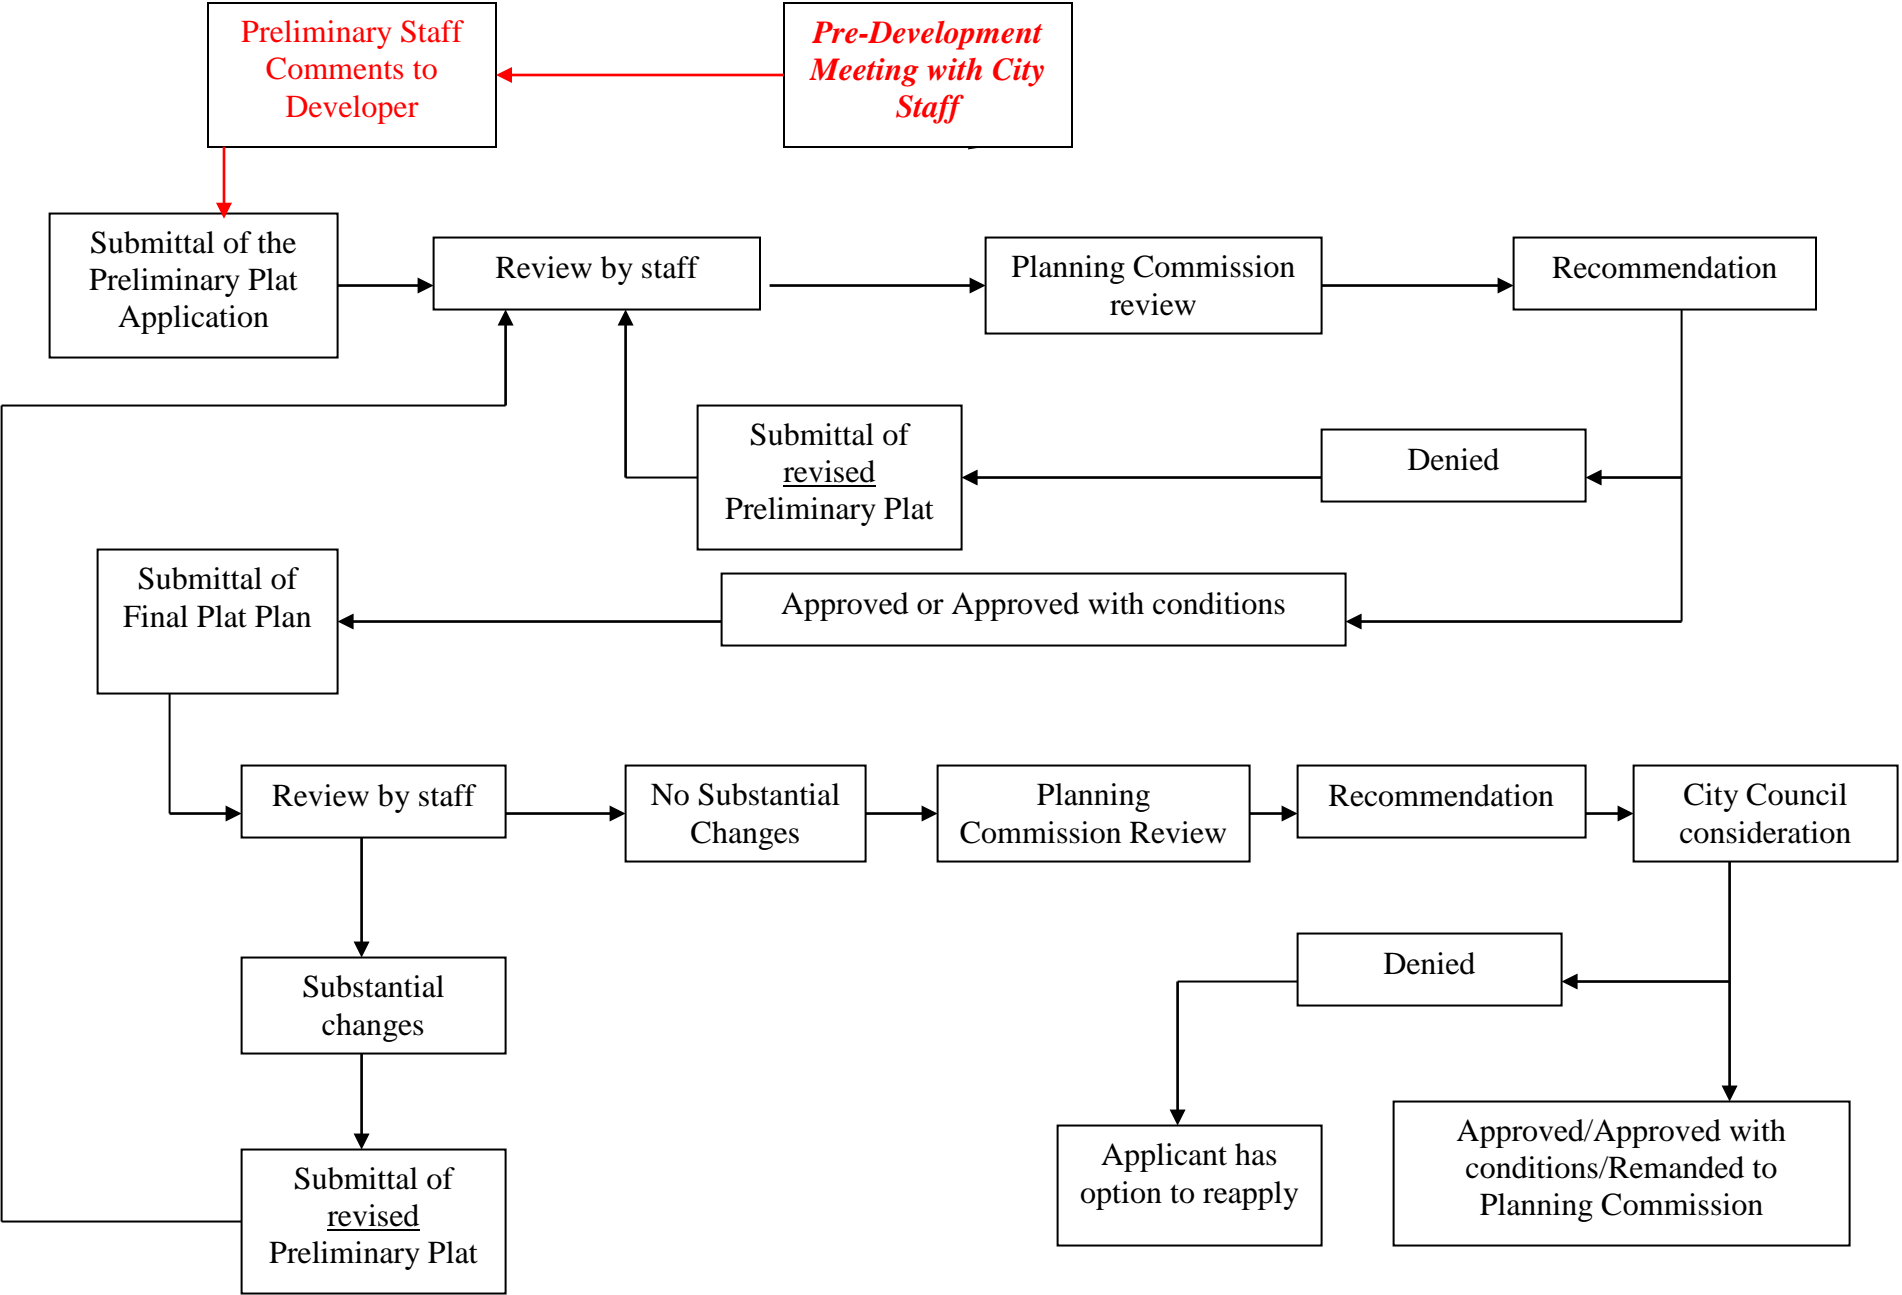 Preliminary Staff
Comments to
Developer
Pre-Development
Meeting with City
Staff
Submittal of the
Preliminary Plat
Application
Review by staff
Planning Commission
review
Recommendation
Submittal of
revised
Preliminary Plat
Denied
Submittal of
Final Plat Plan
Approved or Approved with conditions
Review by staff
No Substantial
Changes
Planning
Commission Review
Recommendation
City Council
consideration
Denied
Substantial
changes
Applicant has
option to reapply
Approved/Approved with
conditions/Remanded to
Planning Commission
Submittal of
revised
Preliminary Plat